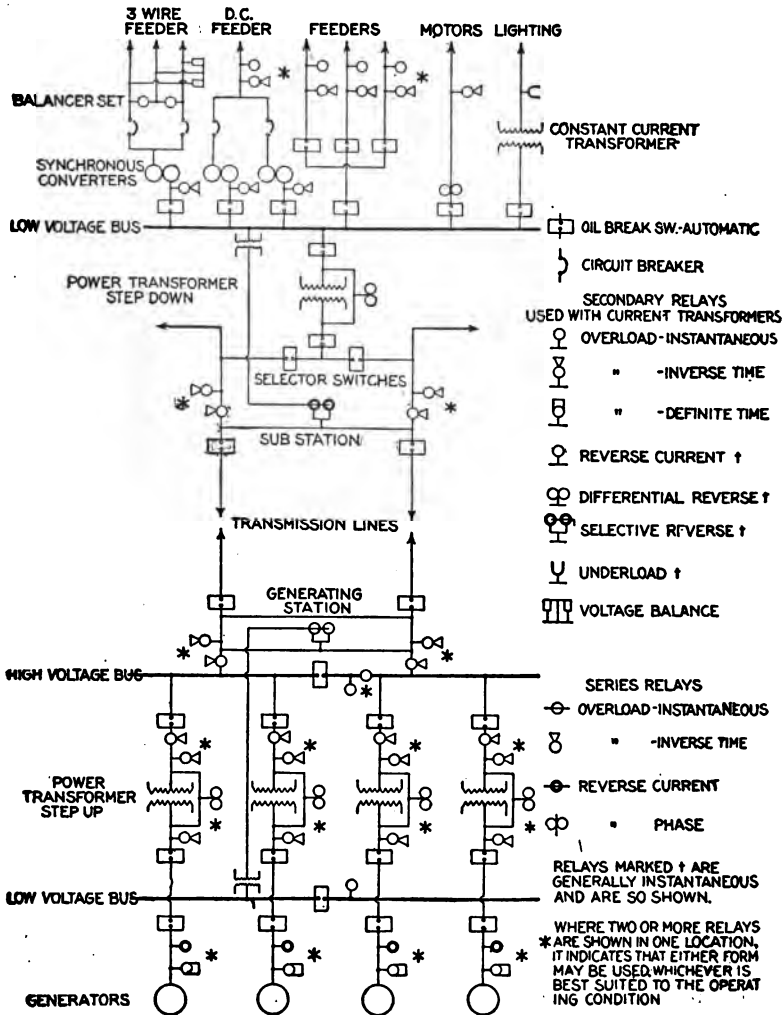 3 WIRE
FEEDER
D.C.
FEEDER
FEEDERS
MOTORS
LIGHTING
*
*
BALANCER SET
CONSTANT CURRENT
TRANSFORMER
SYNCHRONOUS
CONVERTERS
LOW VOLTAGE BUS
POWER TRANSFORMER
STEP DOWN
SELECTOR SWITCHES
*
*
SUB STATION
TRANSMISSION LINES
GENERATING
STATION
*
*
HIGH VOLTAGE BUS
*
*
*
*
*
POWER
TRANSFORMER
STEP UP
*
*
*
*
LOW VOLTAGE BUS
*
*
*
*
GENERATORS
OIL BREAK SW.-AUTOMATIC
CIRCUIT BREAKER
SECONDARY RELAYS
USED WITH CURRENT TRANSFORMERS
OVERLOAD-INSTANTANEOUS
" -INVERSE TIME
" -DEFINITE TIME
REVERSE CURRENT †
DIFFERENTIAL REVERSE †
SELECTIVE REVERSE †
UNDERLOAD †
VOLTAGE BALANCE
SERIES RELAYS
OVERLOAD-INSTANTANEOUS
" -INVERSE TIME
REVERSE CURRENT
" PHASE
RELAYS MARKED † ARE
GENERALLY INSTANTANEOUS
AND ARE SO SHOWN.
WHERE TWO OR MORE RELAYS
* ARE SHOWN IN ONE LOCATION,
IT INDICATES THAT EITHER FORM
MAY BE USED, WHICHEVER IS
BEST SUITED TO THE OPERAT
ING CONDITION